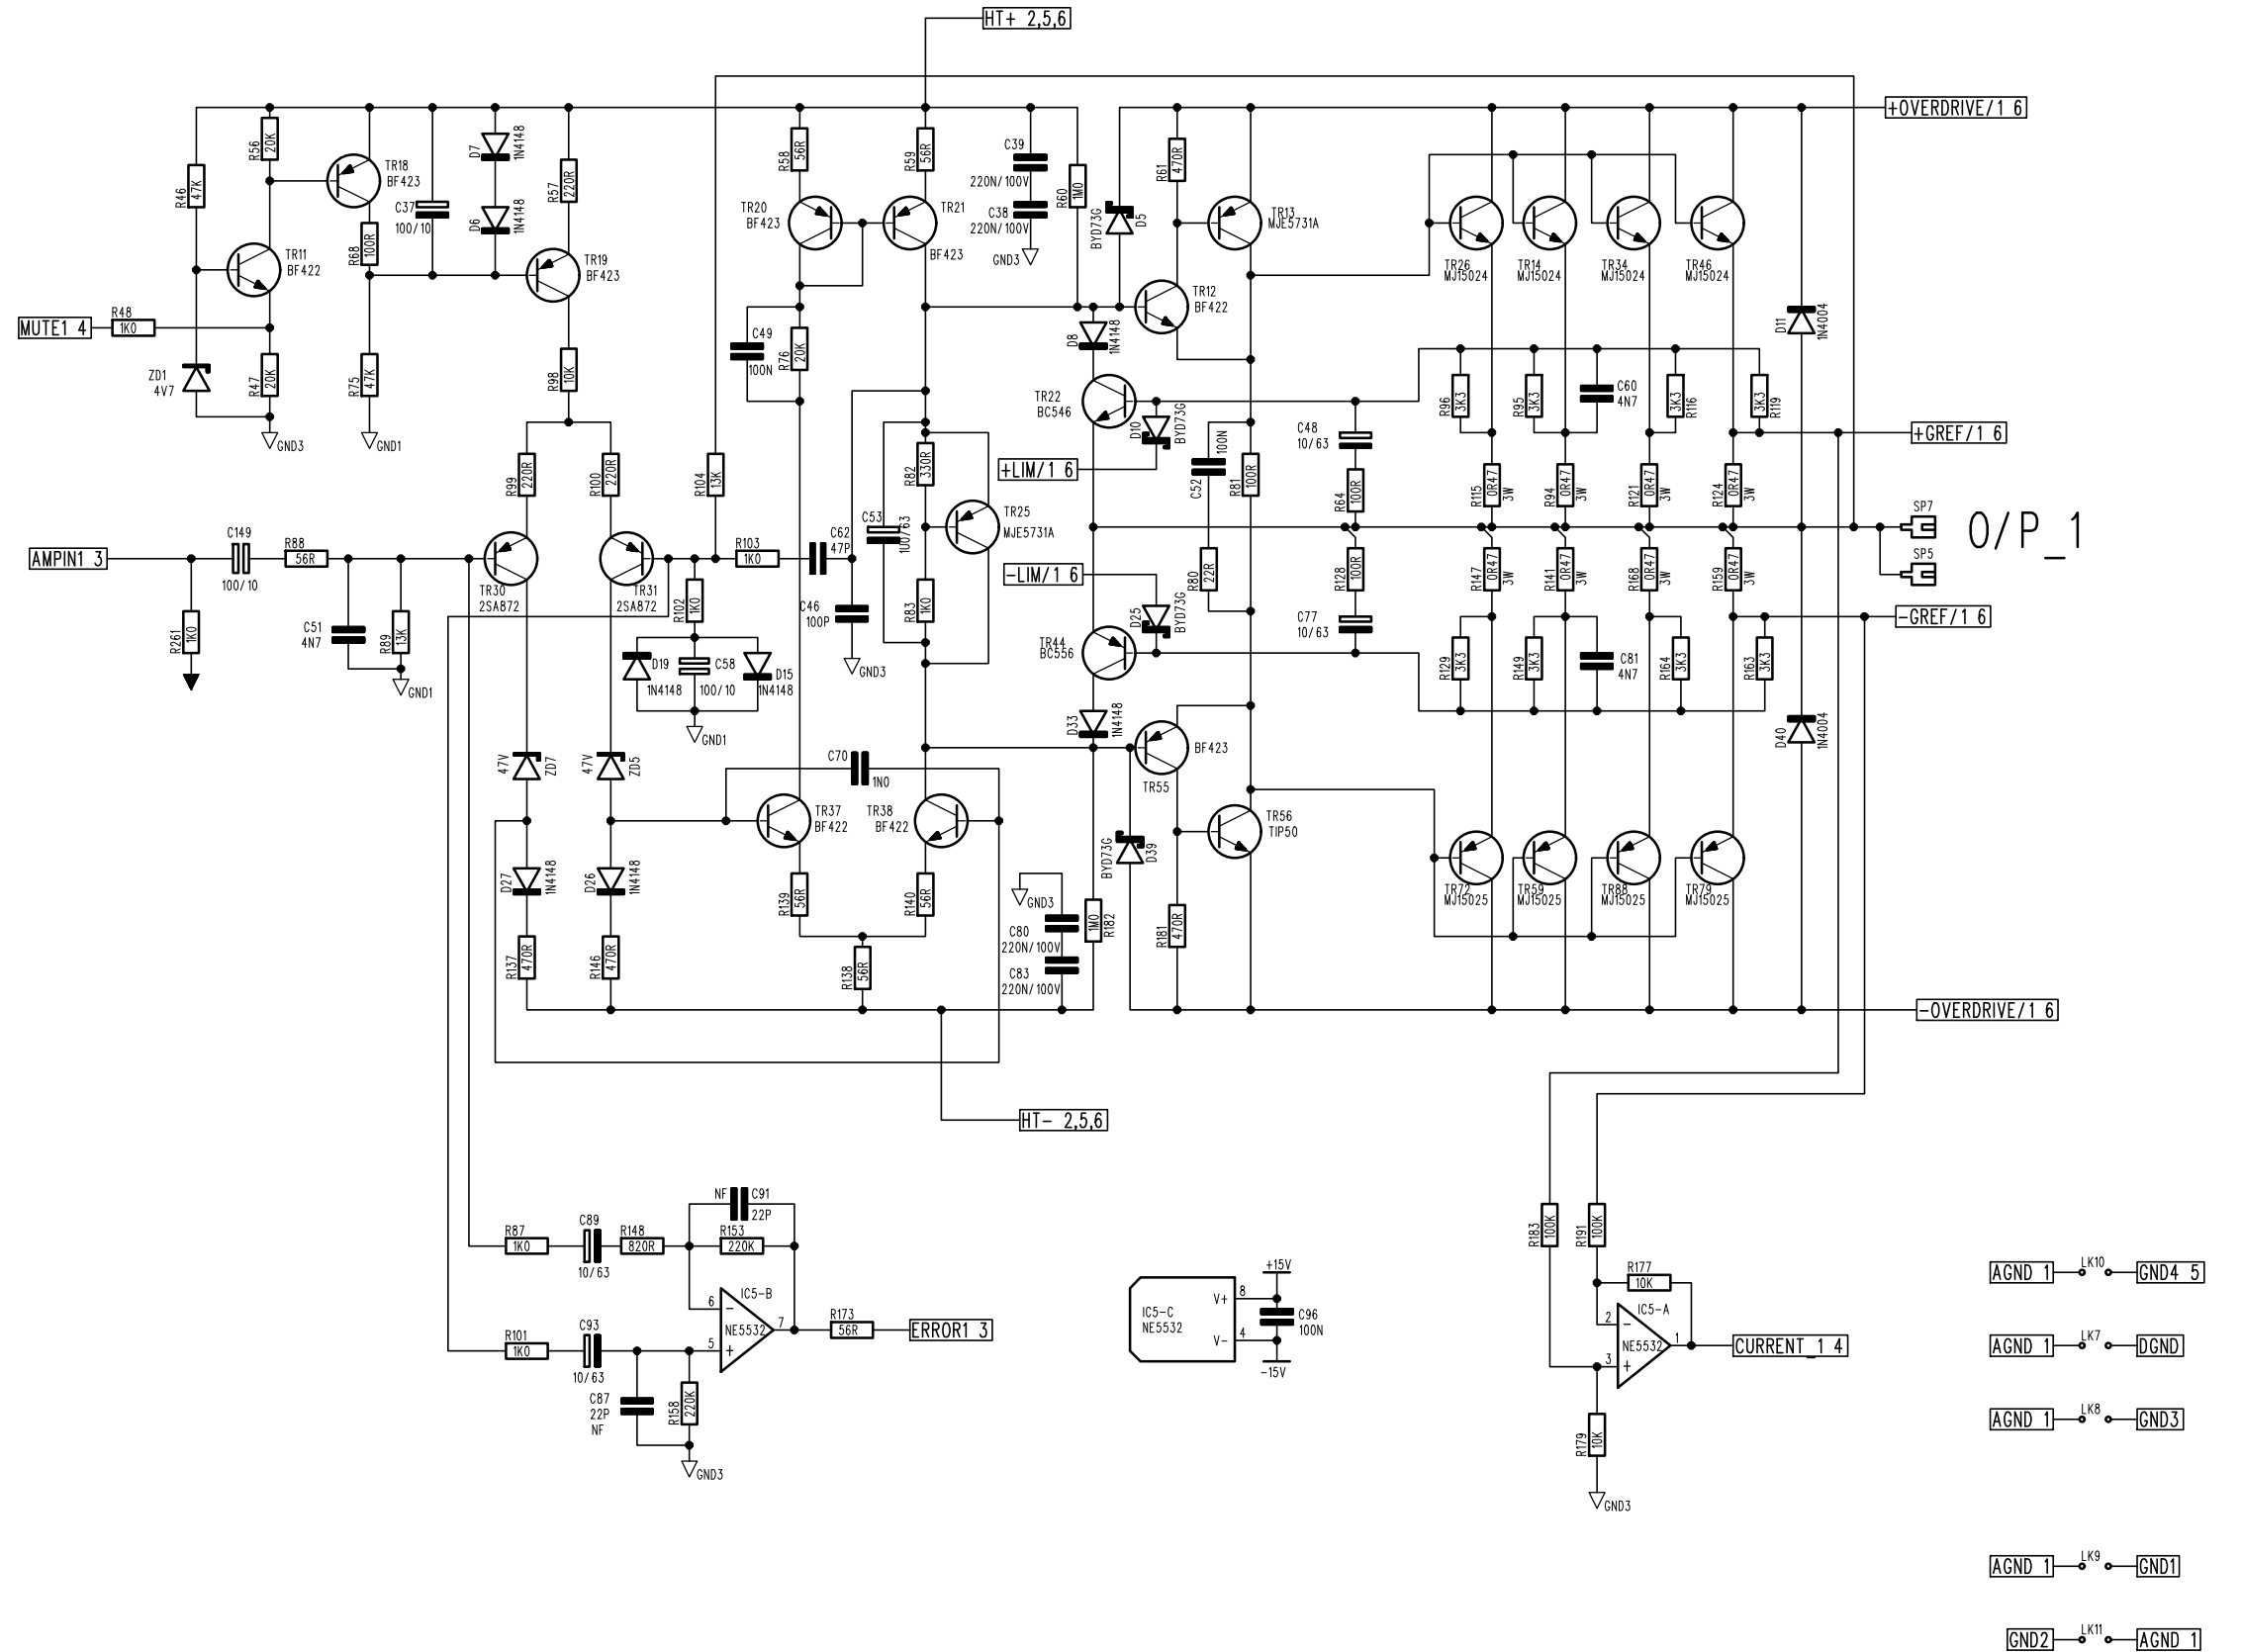 HT+ 2,5,6
+OVERDRIVE/1 6
R46 47K
R56 20K
TR18
BF423
C37
100/10
D7 1N4148
D6 1N4148
R57 220R
R58 56R
R59 56R
C39
220N/100V
C38
220N/100V
GND3
R60 1M0
BYD73G D5
R61 470R
TR13
MJE5731A
TR20
BF423
TR21
BF423
TR11
BF422
R68 100R
TR19
BF423
TR12
BF422
TR26
MJ15024
TR14
MJ15024
TR34
MJ15024
TR46
MJ15024
D11 1N4004
MUTE1 4
R48
1K0
ZD1
4V7
R47 20K
GND3
R75 47K
GND1
R98 10K
C49
100N
R76 20K
D8 1N4148
TR22
BC546
D10 BYD73G
+LIM/1 6
C52 100N
R81 100R
C48
10/63
R64 100R
R96 3K3
R95 3K3
C60
4N7
R116 3K3
R119 3K3
+GREF/1 6
R99 220R
R100 220R
R104 13K
R82 330R
TR25
MJE5731A
C53
100/63
C62
47P
R115 0R47 3W
R94 0R47 3W
R121 0R47 3W
R124 0R47 3W
SP7
SP5
O/P_1
AMPIN1 3
C149
100/10
R88
56R
TR30
2SA872
TR31
2SA872
R103
1K0
R261 1K0
C51
4N7
R89 13K
GND1
R102 1K0
C46
100P
GND3
R83 1K0
-LIM/1 6
D25 BYD73G
R80 22R
R128 100R
C77
10/63
R147 0R47 3W
R141 0R47 3W
R168 0R47 3W
R159 0R47 3W
-GREF/1 6
D19
1N4148
C58
100/10
D15
1N4148
GND1
TR44
BC556
D33 1N4148
R129 3K3
R149 3K3
C81
4N7
R164 3K3
R163 3K3
D40 1N4004
47V ZD7
47V ZD5
C70
1N0
BF423
TR55
TR37
BF422
TR38
BF422
BYD73G D39
TR56
TIP50
TR72
MJ15025
TR59
MJ15025
TR88
MJ15025
TR79
MJ15025
D27 1N4148
D26 1N4148
R139 56R
R140 56R
GND3
C80
220N/100V
C83
220N/100V
1M0 R182
R181 470R
R137 470R
R146 470R
R138 56R
-OVERDRIVE/1 6
HT- 2,5,6
NF C91
22P
R87
1K0
C89
10/63
R148
820R
R153
220K
IC5-B
NE5532
6
-
5
+
7
R173
56R
ERROR1 3
R101
1K0
C93
10/63
C87
22P
NF
R158 220K
GND3
+15V
IC5-C
NE5532
V+
8
V-
4
C96
100N
-15V
R183 100K
R191 100K
R177
10K
IC5-A
NE5532
2
-
3
+
1
CURRENT_1 4
R179 10K
GND3
AGND 1 LK10 GND4 5
AGND 1 LK7 DGND
AGND 1 LK8 GND3
AGND 1 LK9 GND1
GND2 LK11 AGND 1